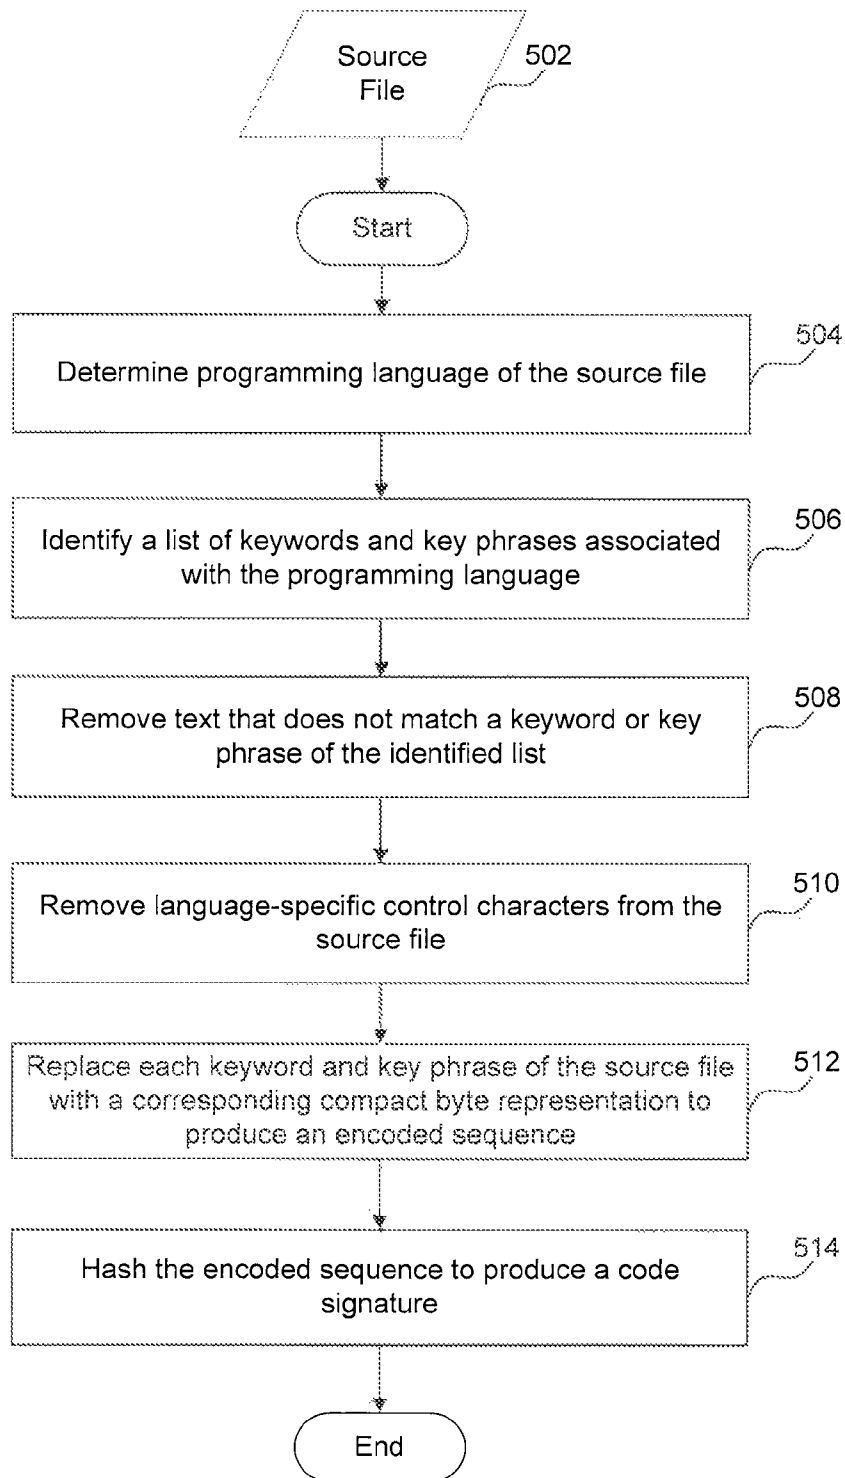 Source
File
502
Start
504
Determine programming language of the source file
506
Identify a list of keywords and key phrases associated
with the programming language
508
Remove text that does not match a keyword or key
phrase of the identified list
510
Remove language-specific control characters from the
source file
512
Replace each keyword and key phrase of the source file
with a corresponding compact byte representation to
produce an encoded sequence
514
Hash the encoded sequence to produce a code
signature
End